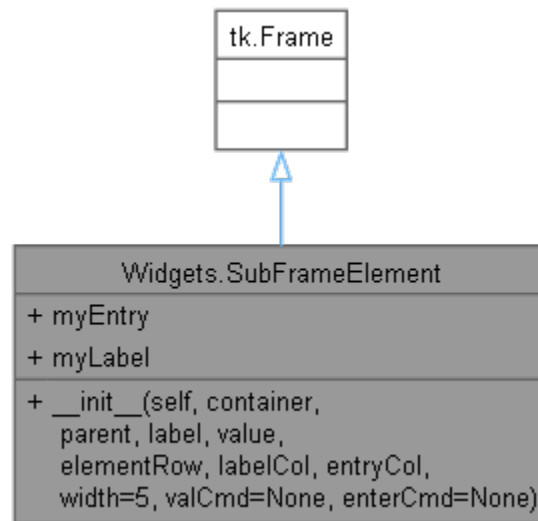 tk.Frame
Widgets.SubFrameElement
+ myEntry
+ myLabel
+ __init__(self, container,
parent, label, value,
elementRow, labelCol, entryCol,
width=5, valCmd=None, enterCmd=None)